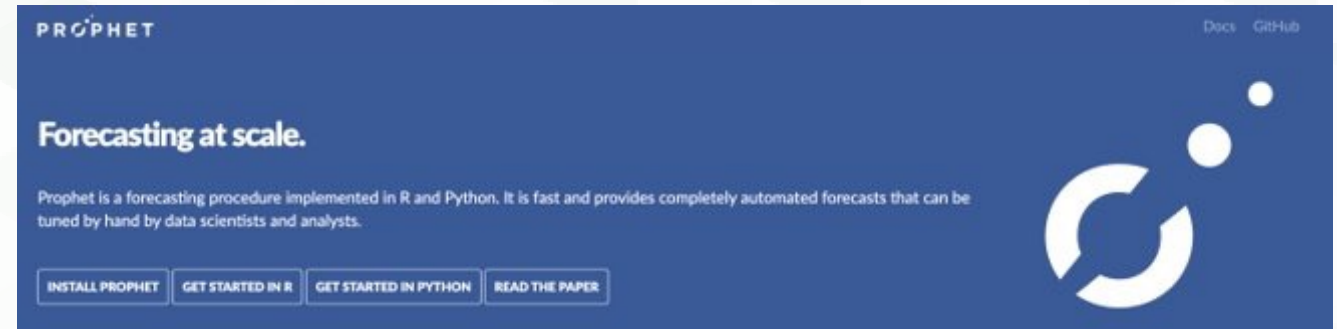 PROPHET
Docs GitHub
Forecasting at scale.
Prophet is a forecasting procedure implemented in R and Python. It is fast and provides completely automated forecasts that can be
tuned by hand by data scientists and analysts.
INSTALL PROPHET GET STARTED IN R GET STARTED IN PYTHON READ THE PAPER